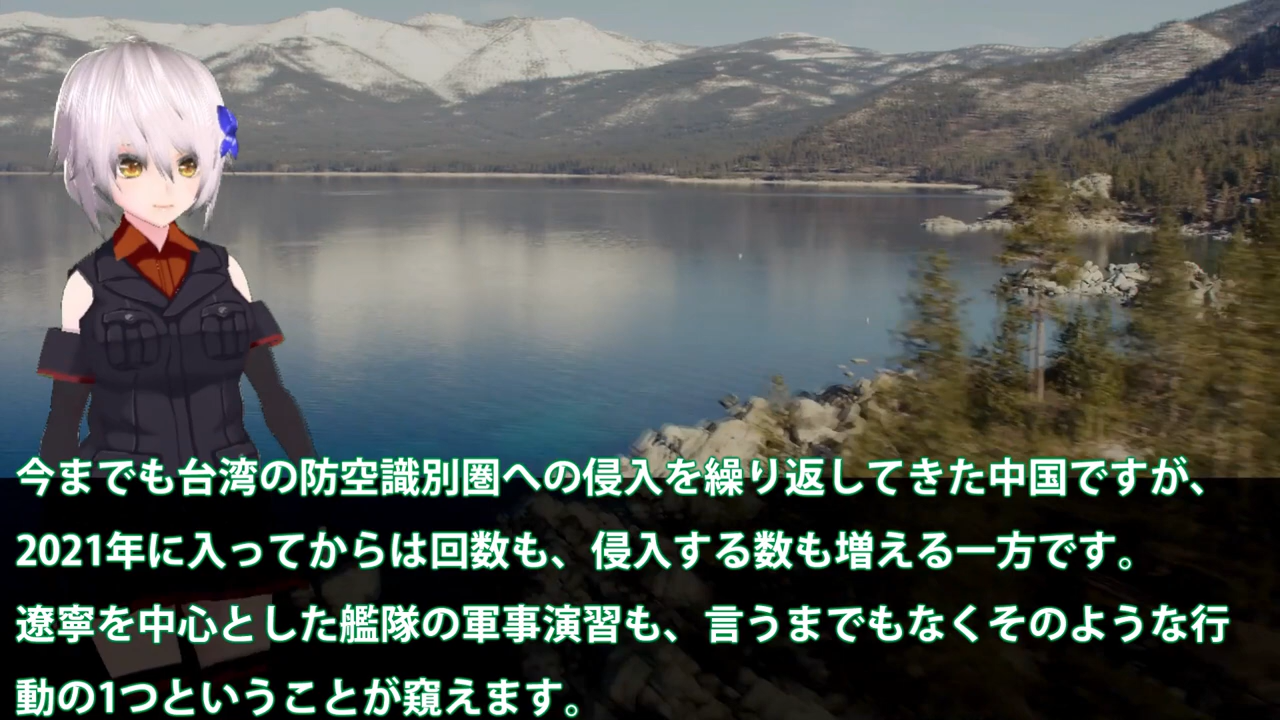 今までも台湾の防空識別圏への侵入を繰り返してきた中国ですが、
2021年に入ってからは回数も、侵入する数も増える一方です。
遼寧を中心とした艦隊の軍事演習も、言うまでもなくそのような行
動の1つということが窺えます。